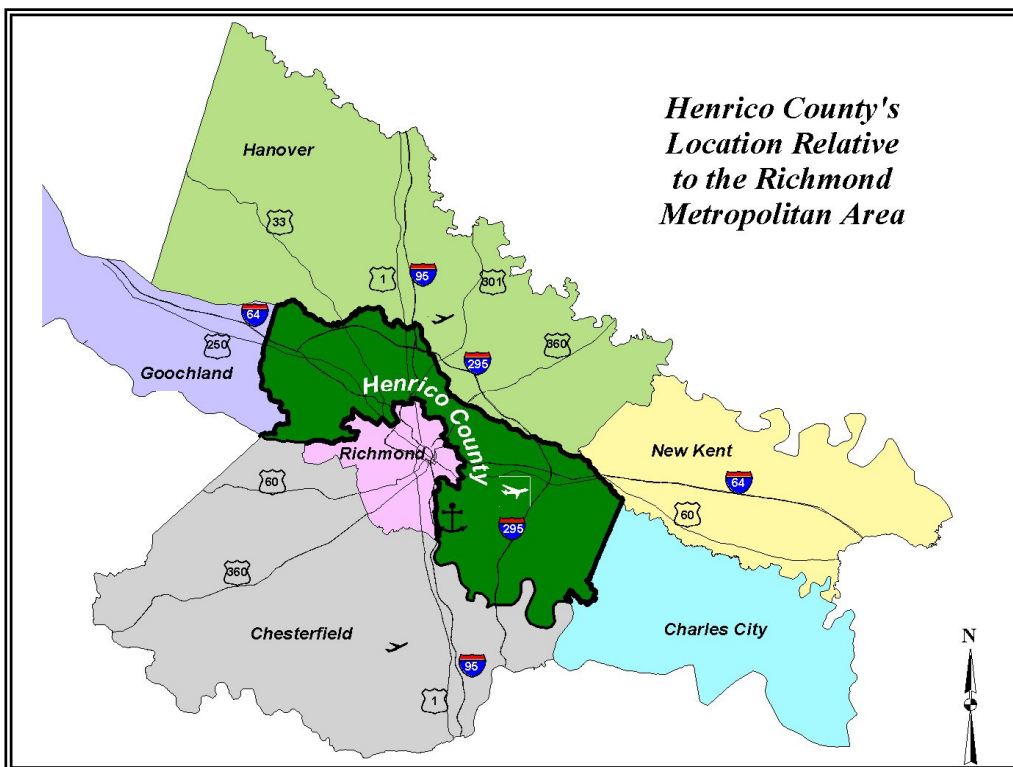 Henrico County's
Location Relative
to the Richmond
Metropolitan Area
Hanover
33
1
95
301
64
250
360
295
Goochland
Henrico County
Richmond
New Kent
60
64
60
295
360
Chesterfield
Charles City
95
1
N